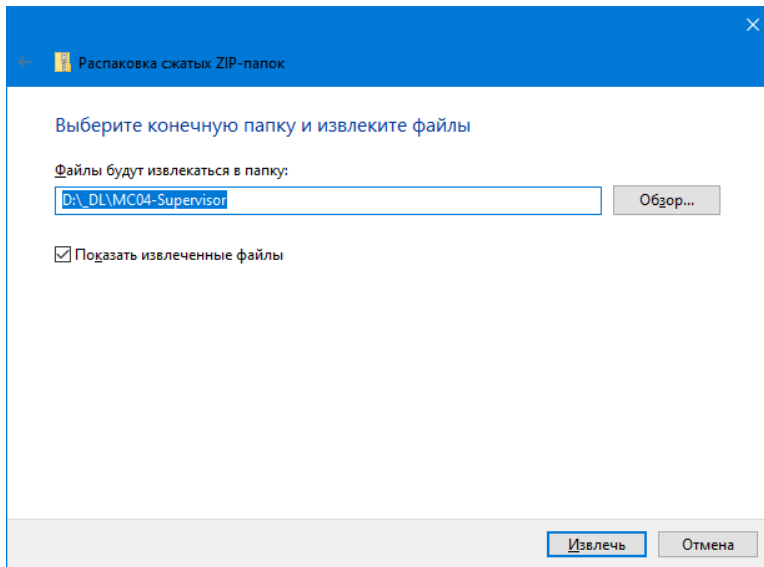 Распаковка сжатых ZIP-папок
Выберите конечную папку и извлеките файлы
Файлы будут извлекаться в папку:
D:\_DL\MC04-Supervisor
Обзор...
Показать извлеченные файлы
Извлечь
Отмена